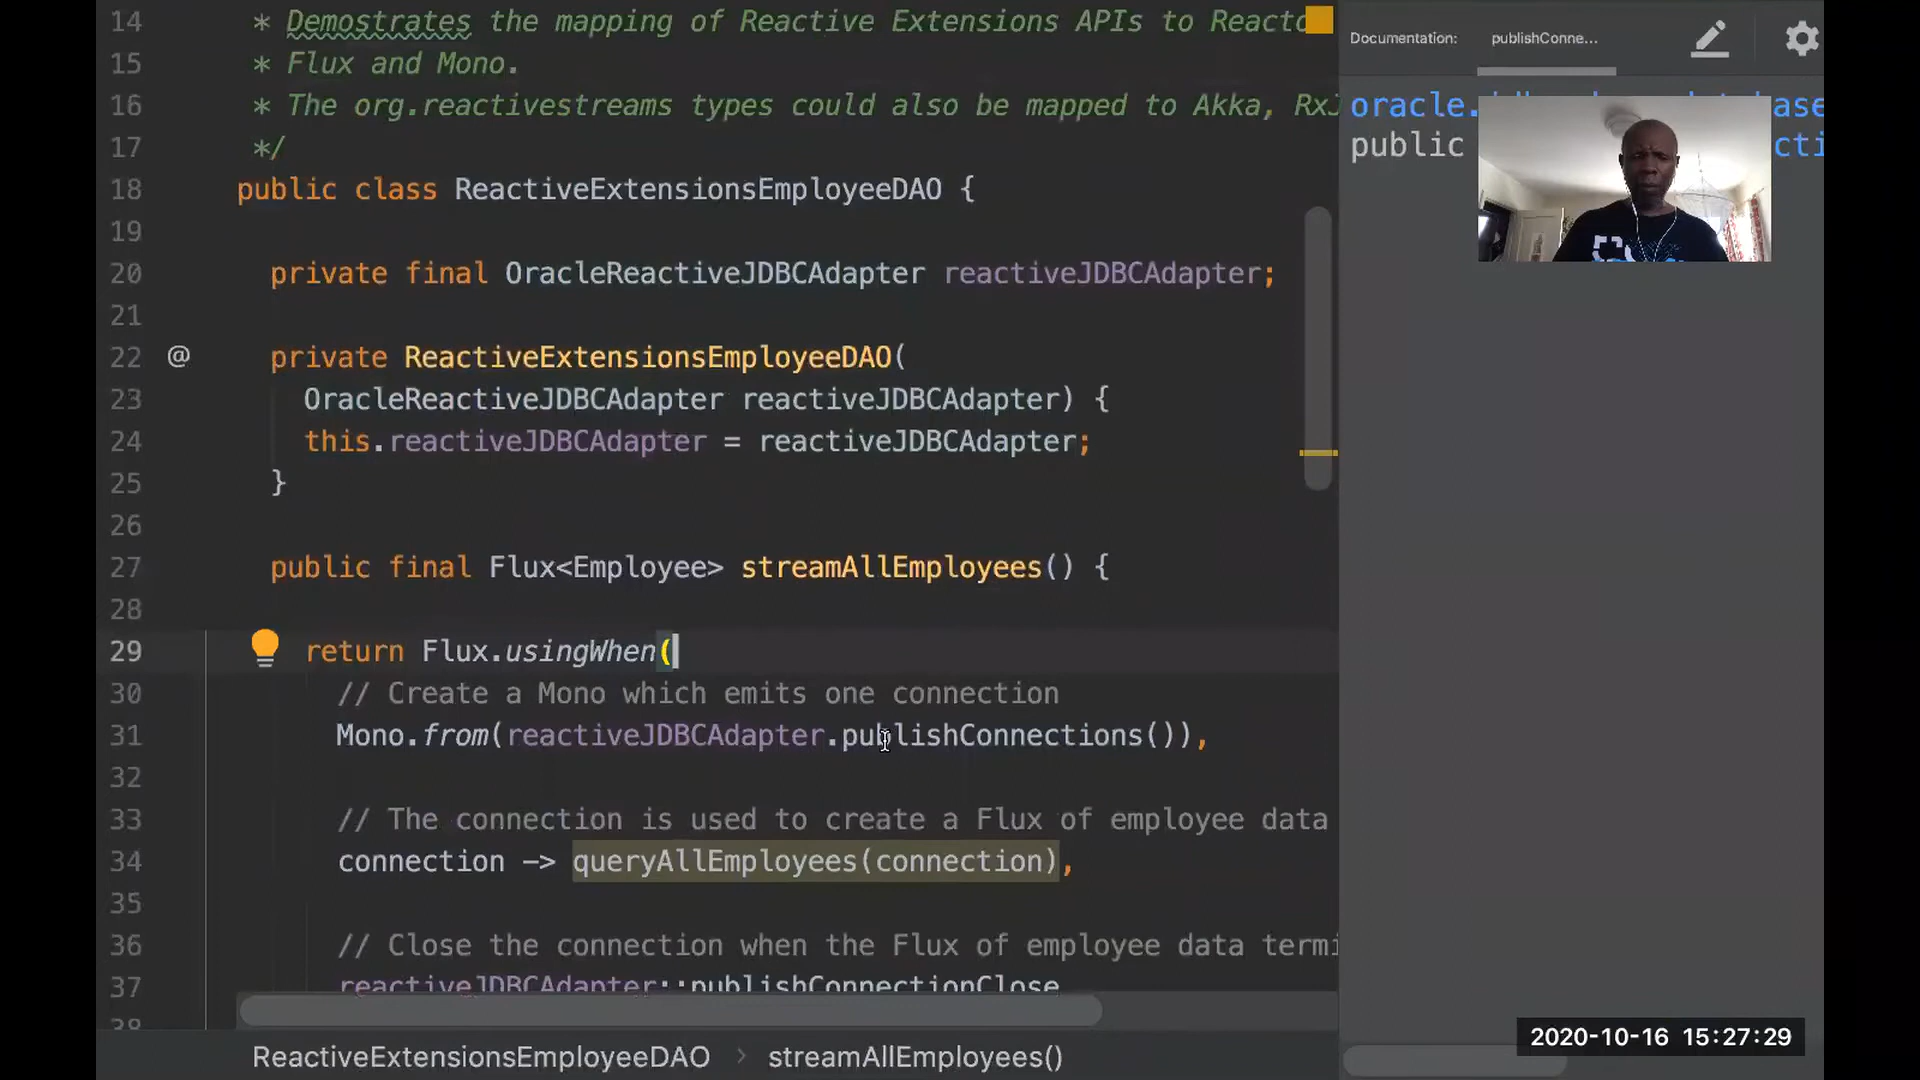 14 * Demostrates the mapping of Reactive Extensions APIs to Reacto
15 * Flux and Mono.
16 * The org.reactivestreams types could also be mapped to Akka, RxJ
17 */
18 public class ReactiveExtensionsEmployeeDAO {
19
20 private final OracleReactiveJDBCAdapter reactiveJDBCAdapter;
21
22 @ private ReactiveExtensionsEmployeeDAO(
23 OracleReactiveJDBCAdapter reactiveJDBCAdapter) {
24 this.reactiveJDBCAdapter = reactiveJDBCAdapter;
25 }
26
27 public final Flux<Employee> streamAllEmployees() {
28
29 return Flux.usingWhen(
30 // Create a Mono which emits one connection
31 Mono.from(reactiveJDBCAdapter.publishConnections()),
32
33 // The connection is used to create a Flux of employee data
34 connection -> queryAllEmployees(connection),
35
36 // Close the connection when the Flux of employee data termi
37 reactiveJDBCAdapter::publishConnectionClose
38
ReactiveExtensionsEmployeeDAO > streamAllEmployees()
Documentation: publishConne...
oracle.
public
2020-10-16 15:27:29